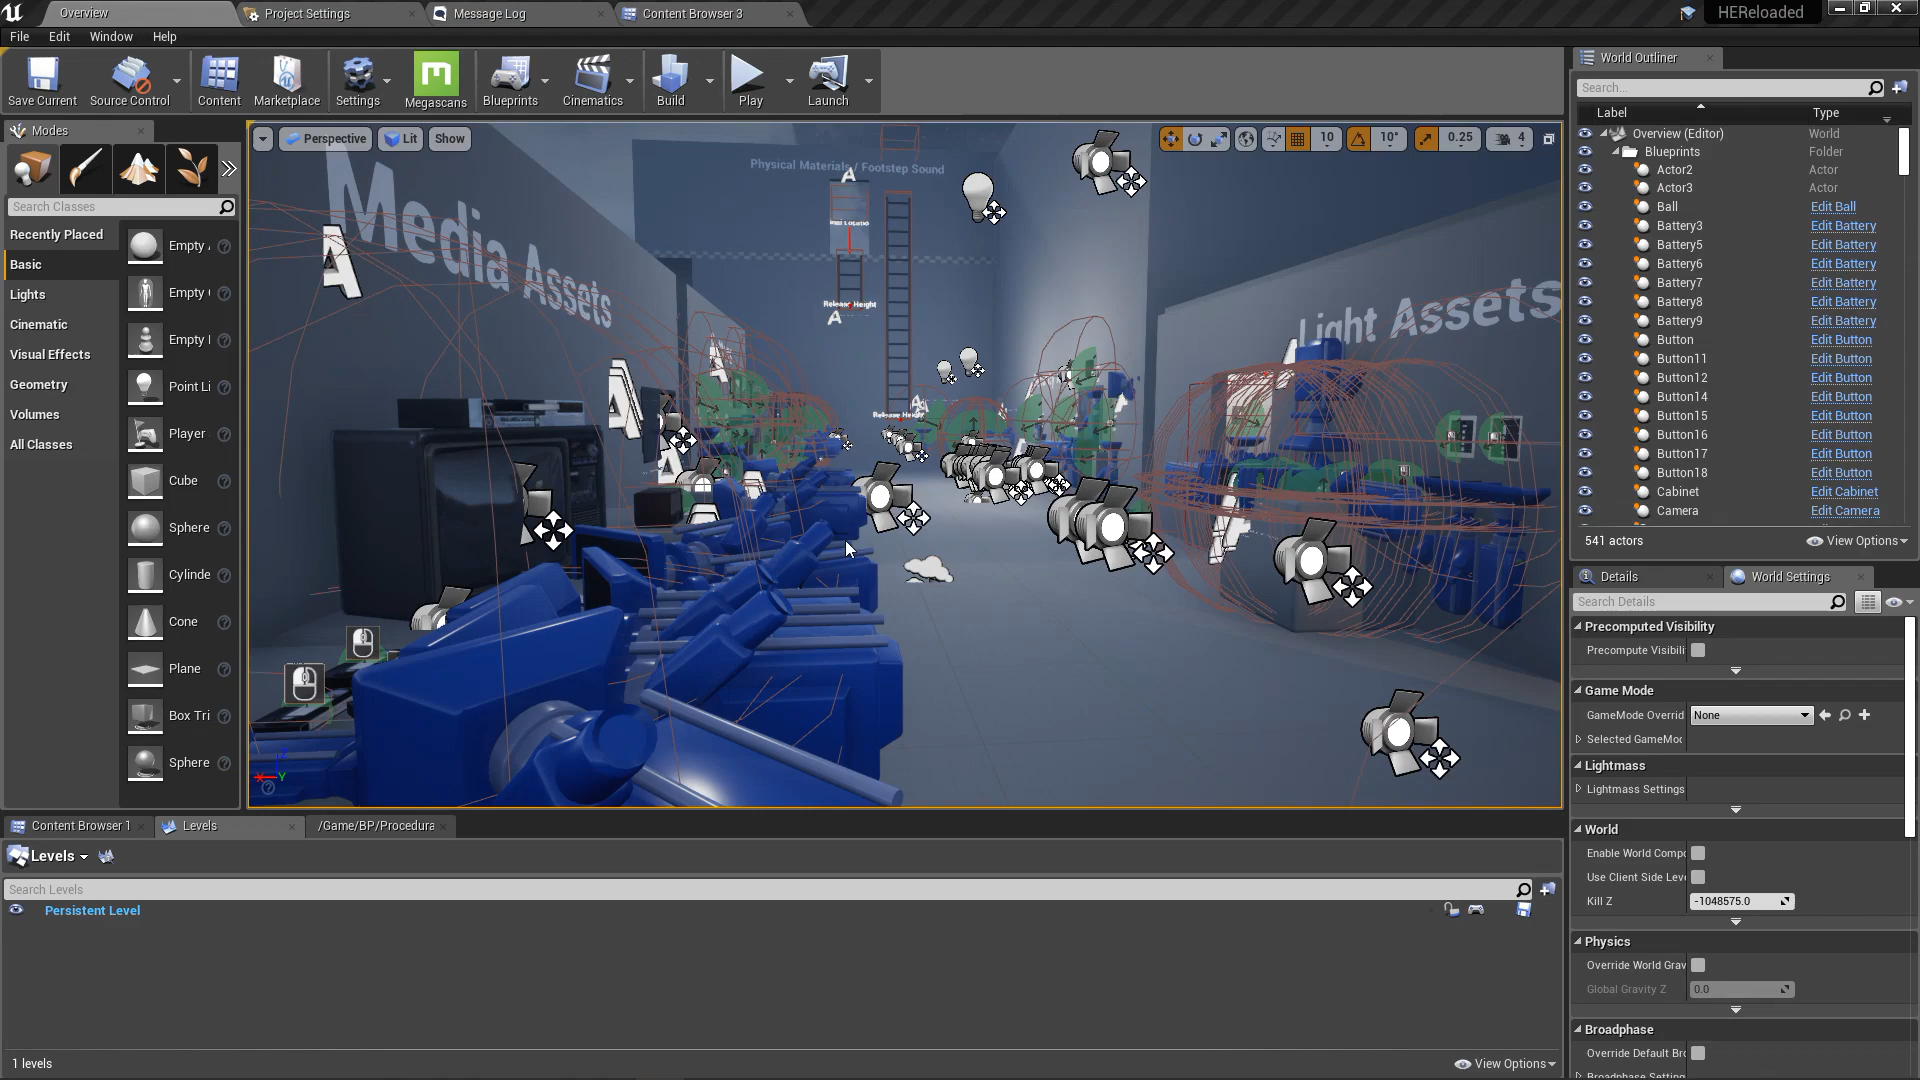 Overview
Project Settings
Message Log
Content Browser 3
HEReloaded
File
Edit
Window
Help
Save Current
Source Control
Content
Marketplace
Settings
Megascans
Blueprints
Cinematics
Build
Play
Launch
Modes
Search Classes
Recently Placed
Basic
Lights
Cinematic
Visual Effects
Geometry
Volumes
All Classes
Empty
Empty
Empty
Point Li
Player
Cube
Sphere
Cylinde
Cone
Plane
Box Tri
Sphere
Perspective
Lit
Show
10
10°
0.25
4
Physical Materials / Footstep Sound
Media Assets
Light Assets
Release Height
Release Height
World Outliner
Search...
Label
Type
Overview (Editor)
World
Blueprints
Folder
Actor2
Actor
Actor3
Actor
Ball
Edit Ball
Battery3
Edit Battery
Battery5
Edit Battery
Battery6
Edit Battery
Battery7
Edit Battery
Battery8
Edit Battery
Battery9
Edit Battery
Button
Edit Button
Button11
Edit Button
Button12
Edit Button
Button14
Edit Button
Button15
Edit Button
Button16
Edit Button
Button17
Edit Button
Button18
Edit Button
Cabinet
Edit Cabinet
Camera
Edit Camera
541 actors
View Options
Details
World Settings
Search Details
Precomputed Visibility
Precompute Visibili
Game Mode
GameMode Overrid
None
Selected GameMod
Lightmass
Lightmass Settings
World
Enable World Compo
Use Client Side Leve
Kill Z
-1048575.0
Physics
Override World Grav
Global Gravity Z
0.0
Broadphase
Override Default Bro
Broadphase Setting
Content Browser 1
Levels
/Game/BP/Procedura
Levels
Search Levels
Persistent Level
1 levels
View Options